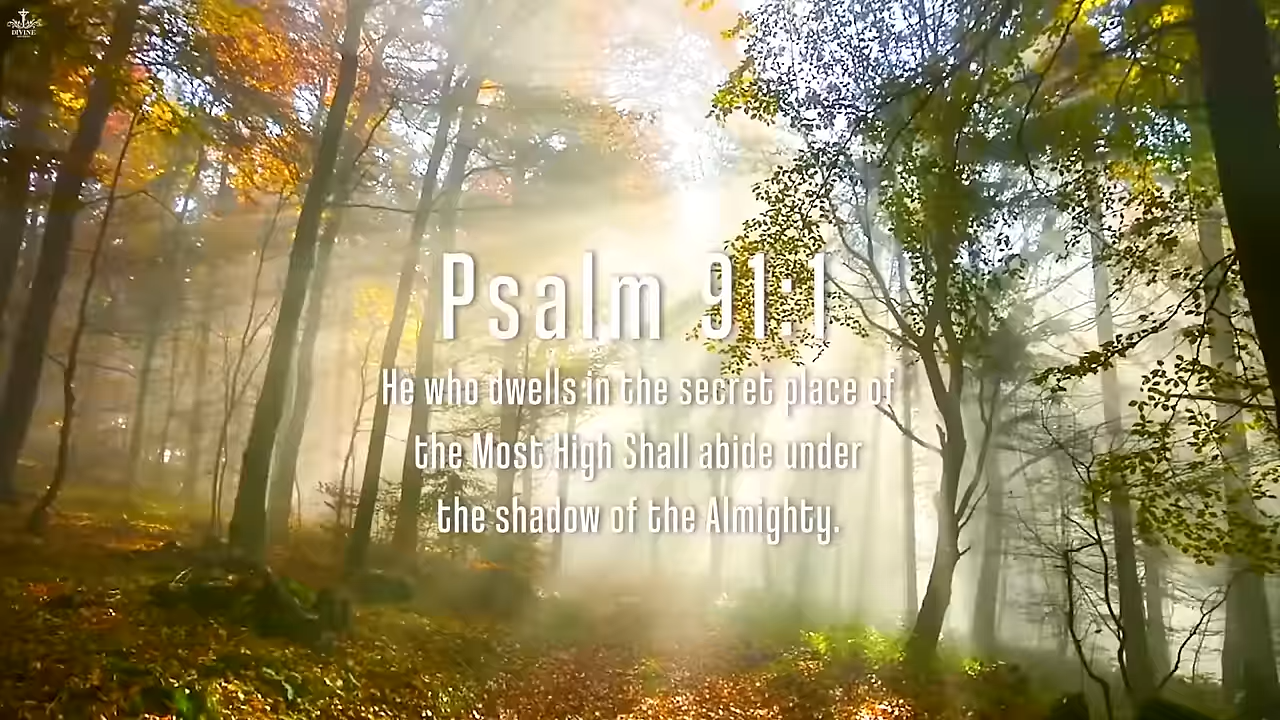 DIVINE
Psalm 91:1
He who dwells in the secret place of
the Most High Shall abide under
the shadow of the Almighty.